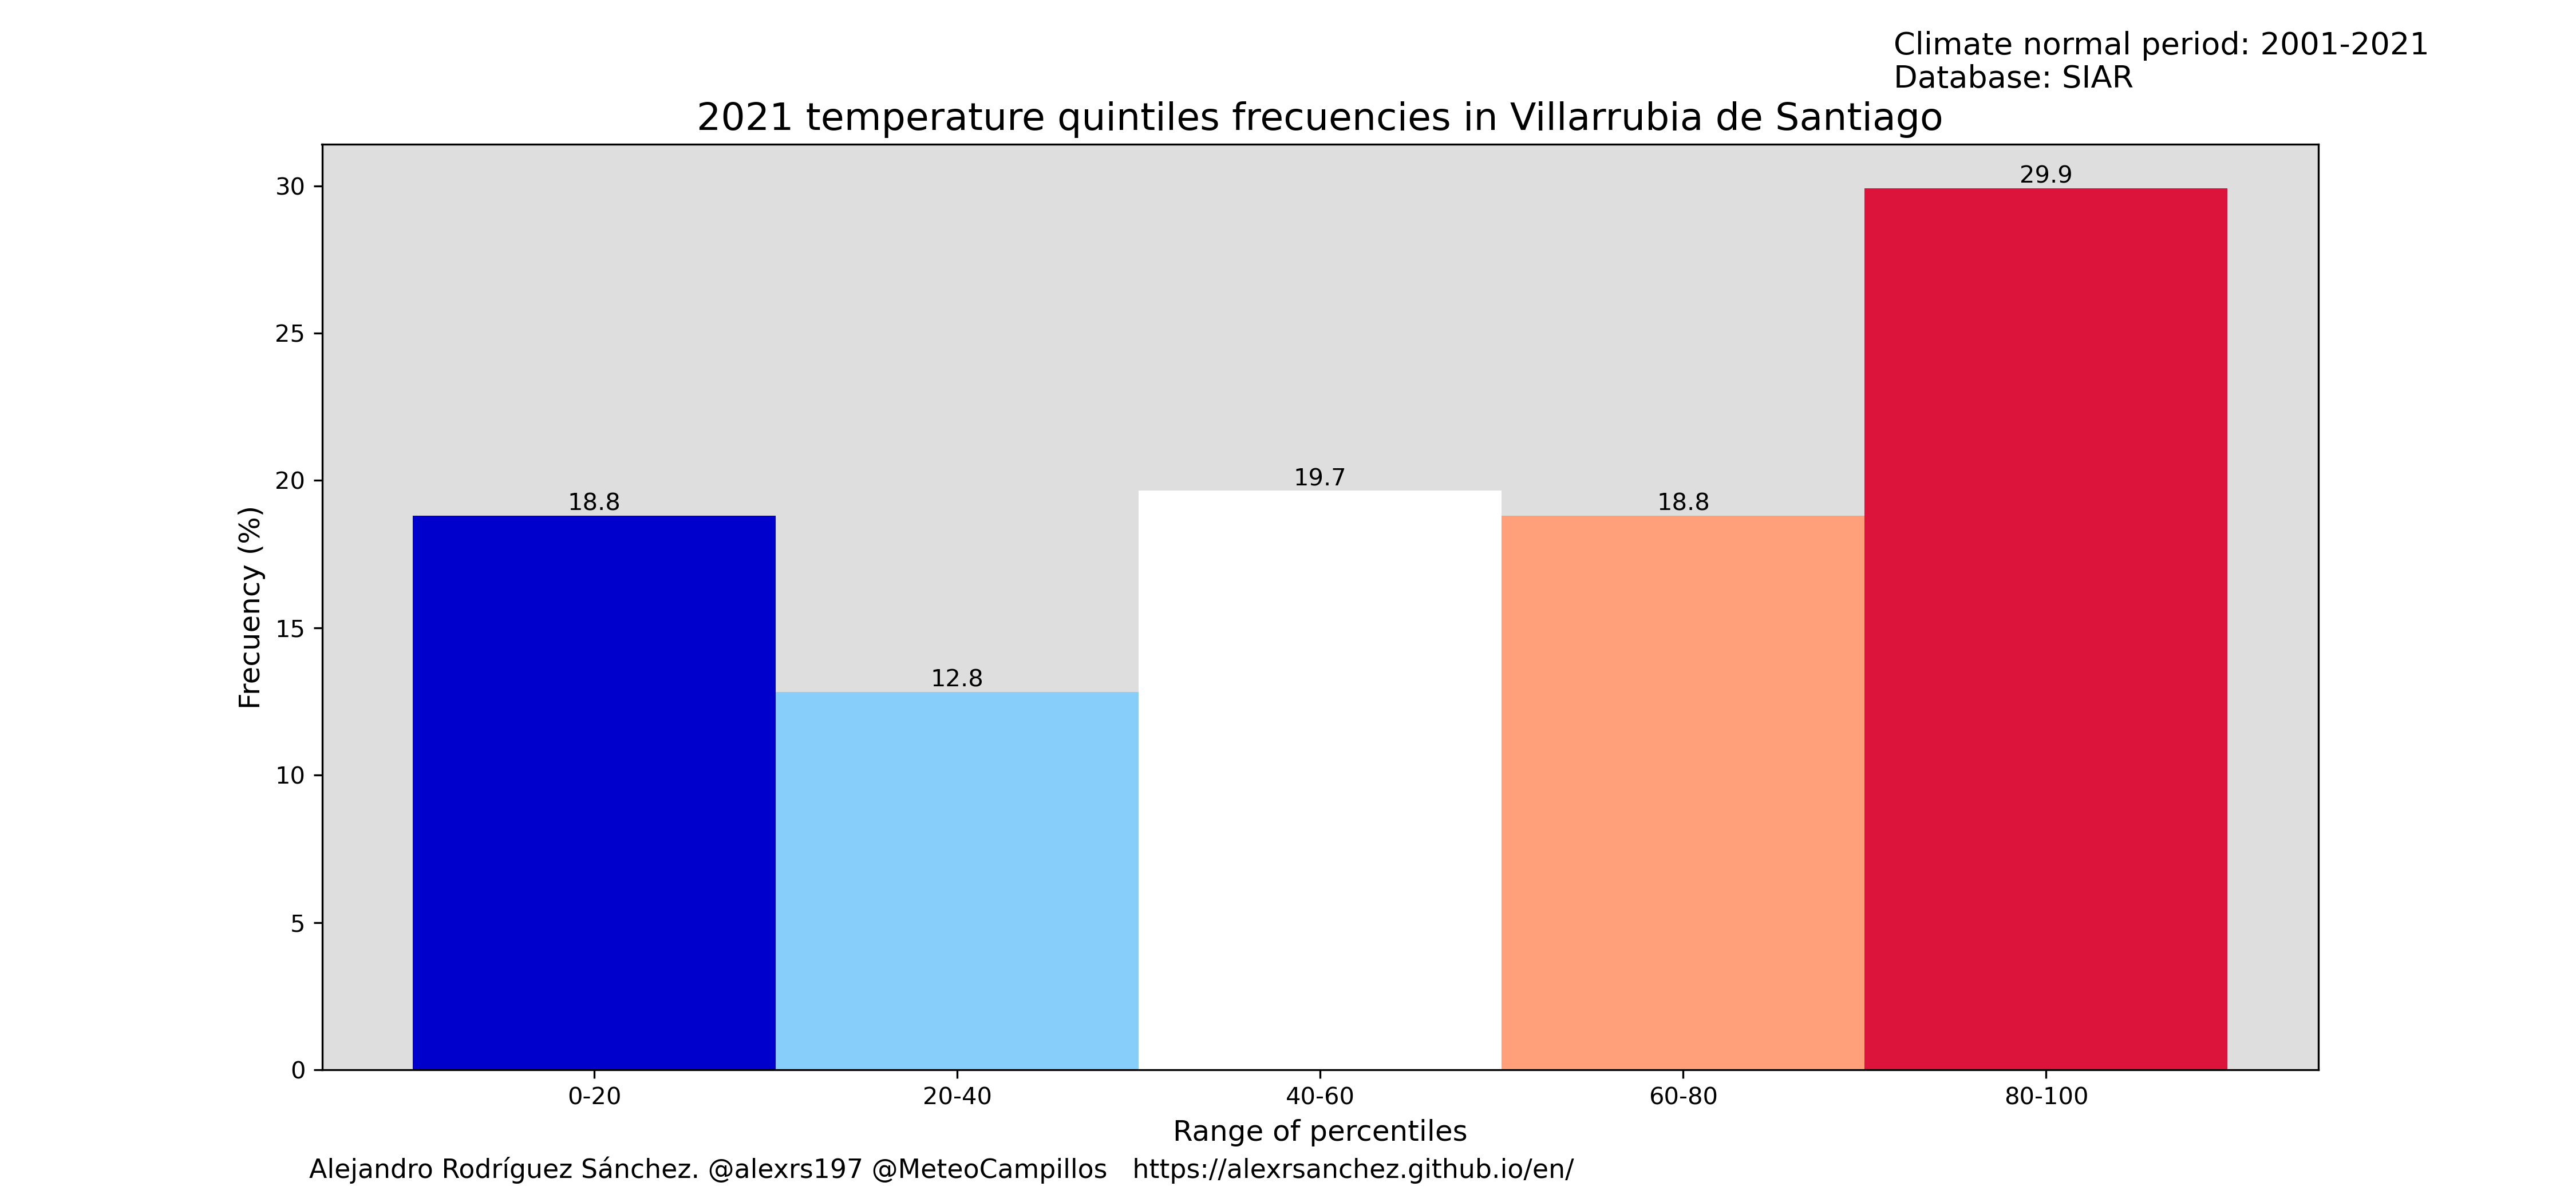 Climate normal period: 2001-2021
Database: SIAR
2021 temperature quintiles frecuencies in Villarrubia de Santiago
Frecuency (%)
30
25
20
15
10
5
0
18.8
12.8
19.7
18.8
29.9
0-20
20-40
40-60
60-80
80-100
Range of percentiles
Alejandro Rodríguez Sánchez. @alexrs197 @MeteoCampillos https://alexrsanchez.github.io/en/